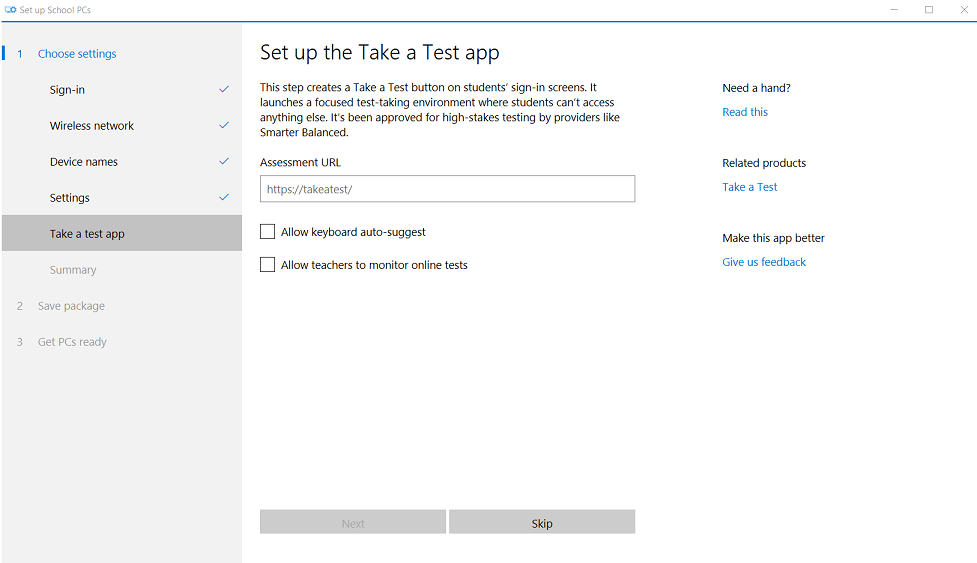 Set up School PCs
1 Choose settings
Sign-in
Wireless network
Device names
Settings
Take a test app
Summary
2 Save package
3 Get PCs ready
Set up the Take a Test app
This step creates a Take a Test button on students' sign-in screens. It
launches a focused test-taking environment where students can't access
anything else. It's been approved for high-stakes testing by providers like
Smarter Balanced.
Assessment URL
https://takeatest/
Allow keyboard auto-suggest
Allow teachers to monitor online tests
Next
Skip
Need a hand?
Read this
Related products
Take a Test
Make this app better
Give us feedback